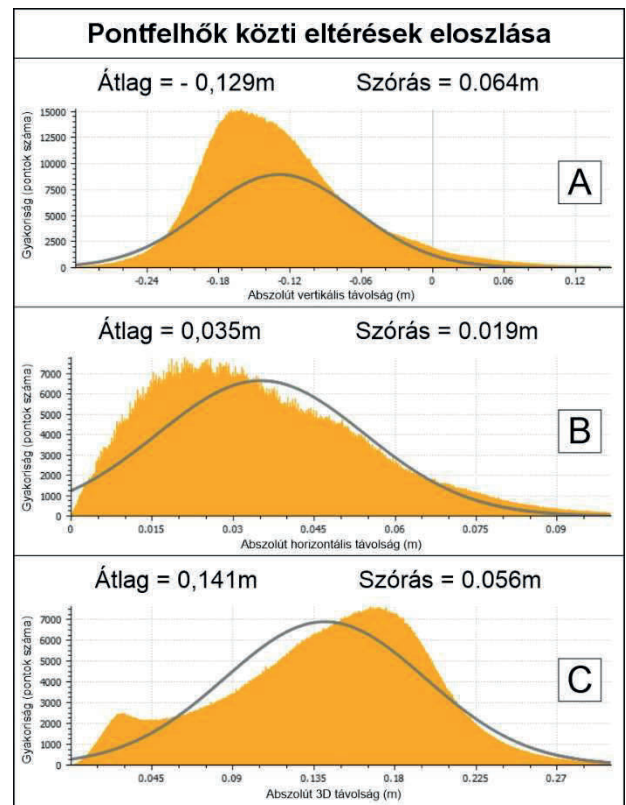 Pontfelhők közti eltérések eloszlása
Átlag = - 0,129m Szórás = 0.064m
Gyakoriság (pontok száma)
15000
12500
10000
7500
5000
2500
0
A
-0.24 -0.18 -0.12 -0.06 0 0.06 0.12
Abszolút vertikális távolság (m)
Átlag = 0,035m Szórás = 0.019m
Gyakoriság (pontok száma)
7000
6000
5000
4000
3000
2000
1000
0
B
0 0.015 0.03 0.045 0.06 0.075 0.09
Abszolút horizontális távolság (m)
Átlag = 0,141m Szórás = 0.056m
Gyakoriság (pontok száma)
7000
6000
5000
4000
3000
2000
1000
0
C
0.045 0.09 0.135 0.18 0.225 0.27
Abszolút 3D távolság (m)